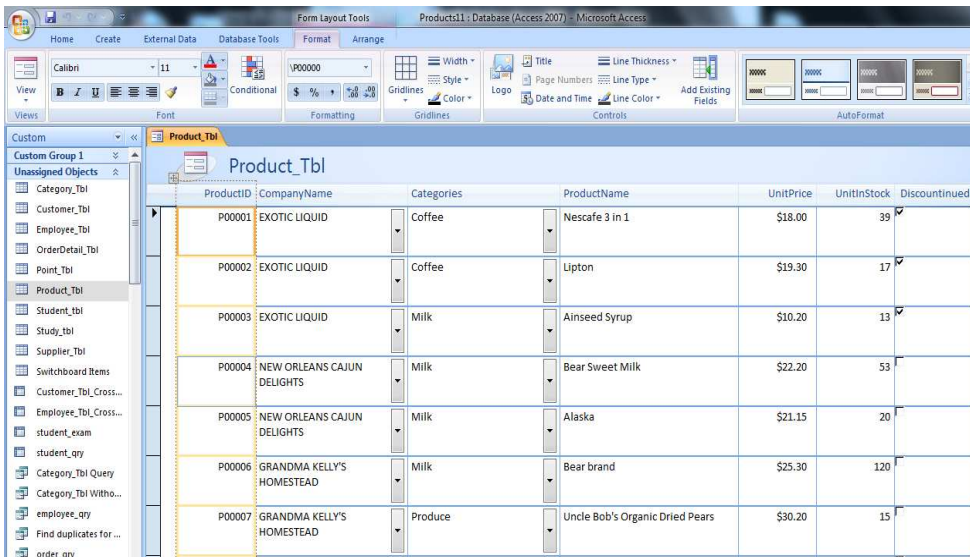 Form Layout Tools Products11 : Database (Access 2007) - Microsoft Access
Home Create External Data Database Tools Format Arrange
View
Views
Calibri 11
B I U
Font
Conditional
\P00000
$ % ,
Formatting
Gridlines
Width
Style
Color
Gridlines
Logo
Title
Page Numbers
Date and Time
Line Thickness
Line Type
Line Color
Add Existing
Fields
Controls
AutoFormat
Custom
Custom Group 1
Unassigned Objects
Category_Tbl
Customer_Tbl
Employee_Tbl
OrderDetail_Tbl
Point_Tbl
Product_Tbl
Student_tbl
Study_tbl
Supplier_Tbl
Switchboard Items
Customer_Tbl_Cross...
Employee_Tbl_Cross...
student_exam
student_qry
Category_Tbl Query
Category_Tbl Witho...
employee_qry
Find duplicates for ...
order_qry
Product_Tbl
Product_Tbl
ProductID CompanyName Categories ProductName UnitPrice UnitInStock Discountinued
P00001 EXOTIC LIQUID Coffee Nescafe 3 in 1 $18.00 39
P00002 EXOTIC LIQUID Coffee Lipton $19.30 17
P00003 EXOTIC LIQUID Milk Ainseed Syrup $10.20 13
P00004 NEW ORLEANS CAJUN Milk Bear Sweet Milk $22.20 53
DELIGHTS
P00005 NEW ORLEANS CAJUN Milk Alaska $21.15 20
DELIGHTS
P00006 GRANDMA KELLY'S Milk Bear brand $25.30 120
HOMESTEAD
P00007 GRANDMA KELLY'S Produce Uncle Bob's Organic Dried Pears $30.20 15
HOMESTEAD